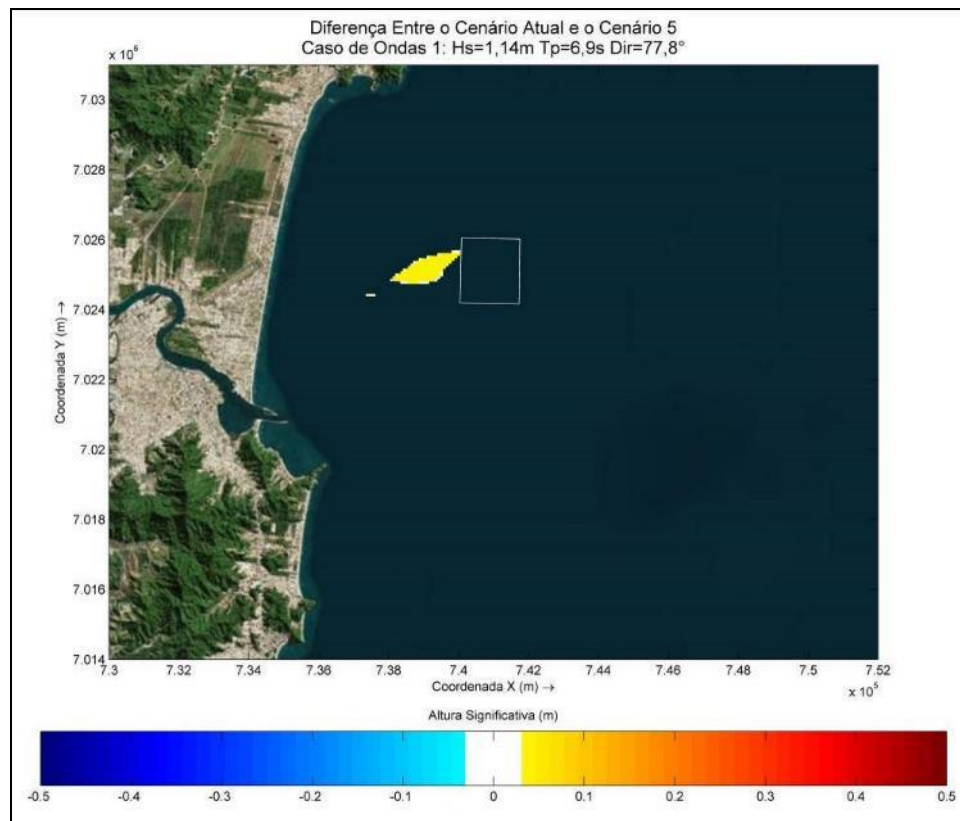 Diferença Entre o Cenário Atual e o Cenário 5
Caso de Ondas 1: Hs=1,14m Tp=6,9s Dir=77,8°
x 10⁶
7.03
7.028
7.026
7.024
7.022
7.02
7.018
7.016
7.014
Coordenada Y (m) →
7.3 7.32 7.34 7.36 7.38 7.4 7.42 7.44 7.46 7.48 7.5 7.52
Coordenada X (m) →
x 10⁵
Altura Significativa (m)
-0.5 -0.4 -0.3 -0.2 -0.1 0 0.1 0.2 0.3 0.4 0.5